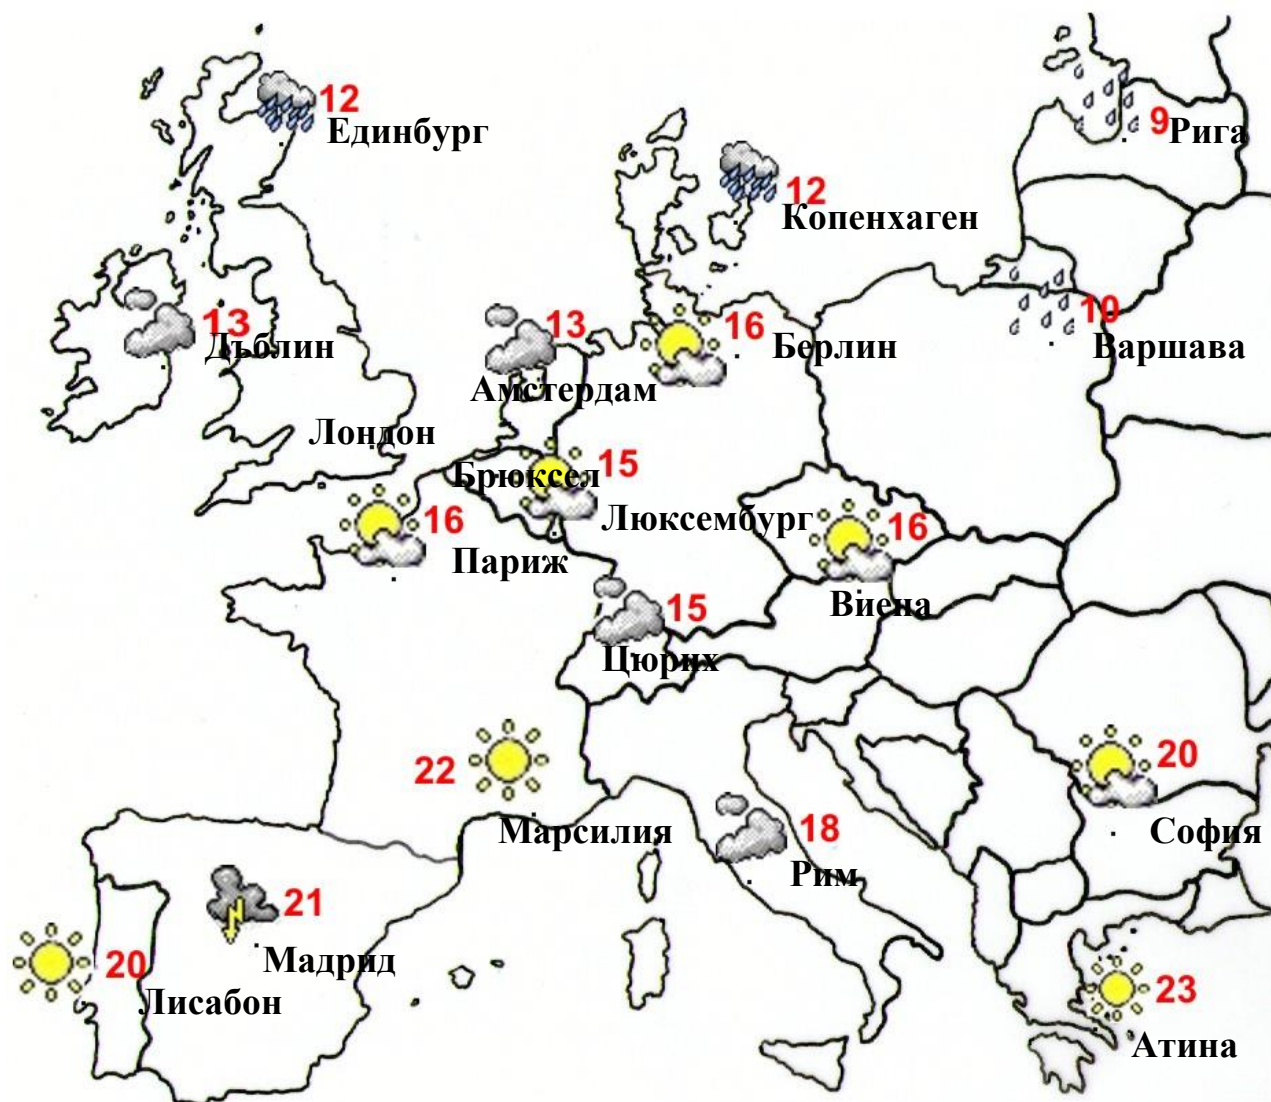 12
Единбург
9
Рига
12
Копенхаген
13
Дъблин
13
Амстердам
16
Берлин
10
Варшава
Лондон
Брюксел
15
Люксембург
16
Париж
16
Виена
15
Цюрих
22
Марсилия
18
Рим
20
София
21
Мадрид
20
Лисабон
23
Атина